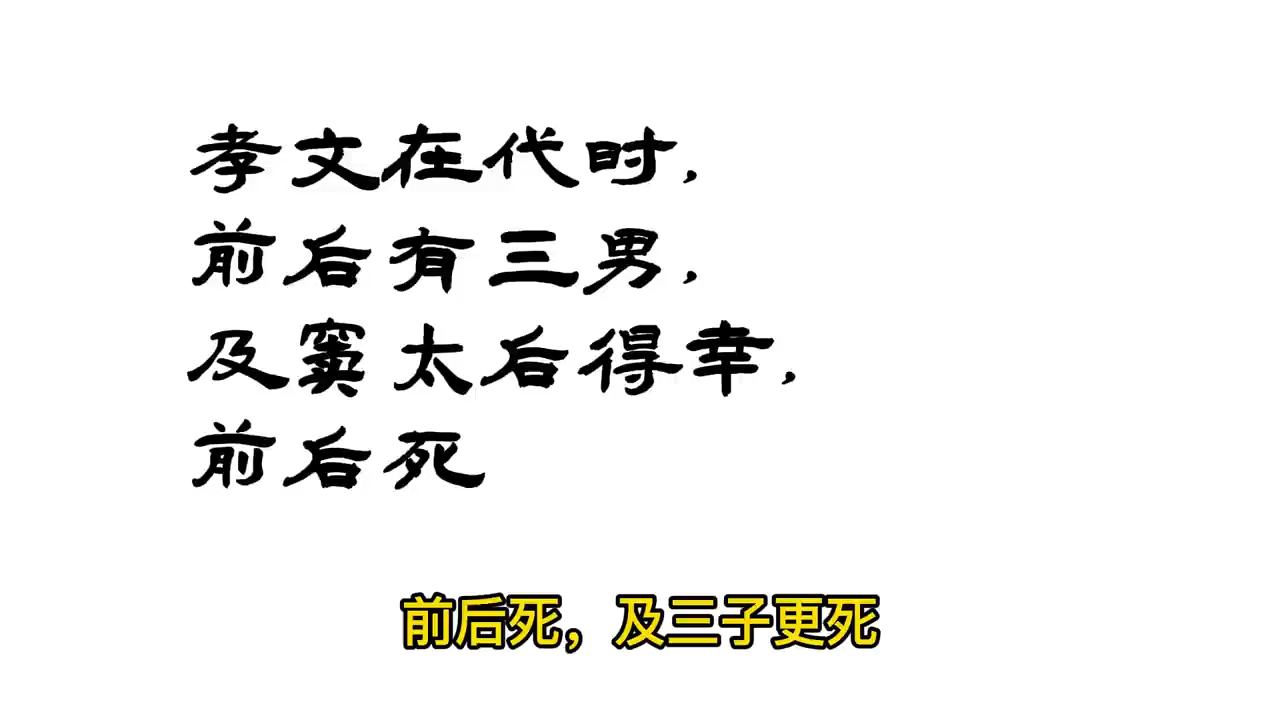 孝文在代时，
前后有三男，
及窦太后得幸，
前后死
前后死，及三子更死